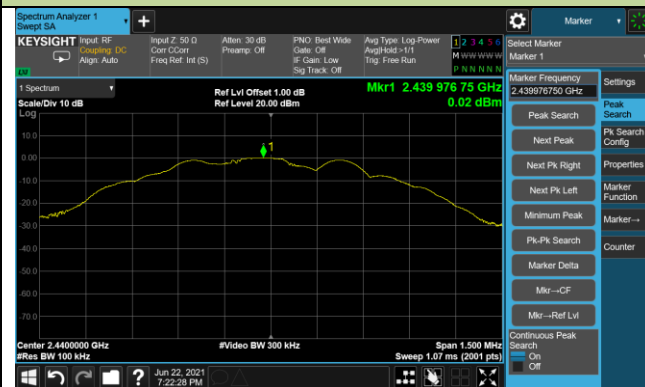 Spectrum Analyzer 1
Swept SA
+
Marker
KEYSIGHT
Input: RF
Coupling: DC
Align: Auto
Input Z: 50 Ω
Corr CCorr
Freq Ref: Int (S)
Atten: 30 dB
Preamp: Off
PNO: Best Wide
Gate: Off
IF Gain: Low
Sig Track: Off
Avg Type: Log-Power
Avg|Hold:>1/1
Trig: Free Run
1 2 3 4 5 6
M W W W W W
P N N N N N
LXI
Select Marker
Marker 1
1 Spectrum
Scale/Div 10 dB
Log
Ref Lvl Offset 1.00 dB
Ref Level 20.00 dBm
Mkr1 2.439 976 75 GHz
0.02 dBm
10.0
0.00
-10.0
-20.0
-30.0
-40.0
-50.0
-60.0
-70.0
1
Center 2.4400000 GHz
#Res BW 100 kHz
#Video BW 300 kHz
Span 1.500 MHz
Sweep 1.07 ms (2001 pts)
Marker Frequency
2.439976750 GHz
Peak Search
Next Peak
Next Pk Right
Next Pk Left
Minimum Peak
Pk-Pk Search
Marker Delta
Mkr→CF
Mkr→Ref Lvl
Continuous Peak
Search
On
Off
Settings
Peak
Search
Pk Search
Config
Properties
Marker
Function
Marker→
Counter
?
Jun 22, 2021
7:22:28 PM